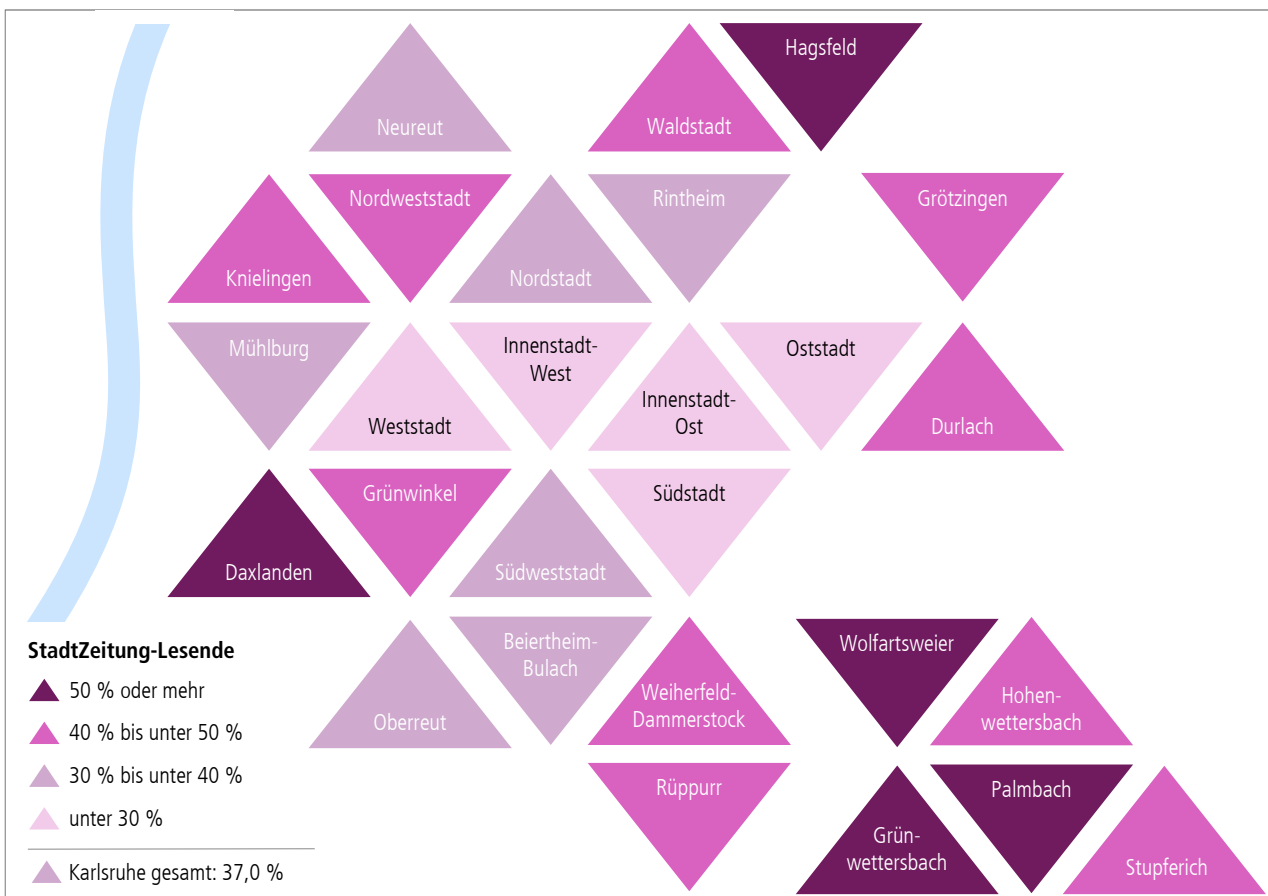 Hagsfeld
Neureut
Waldstadt
Nordweststadt
Rintheim
Grötzingen
Knielingen
Nordstadt
Mühlburg
Innenstadt-
West
Oststadt
Weststadt
Innenstadt-
Ost
Durlach
Grünwinkel
Südstadt
Daxlanden
Südweststadt
Beiertheim-
Bulach
Wolfartsweier
Oberreut
Weiherfeld-
Dammerstock
Hohen-
wettersbach
Rüppurr
Palmbach
Grün-
wettersbach
Stupferich
StadtZeitung-Lesende
50 % oder mehr
40 % bis unter 50 %
30 % bis unter 40 %
unter 30 %
Karlsruhe gesamt: 37,0 %